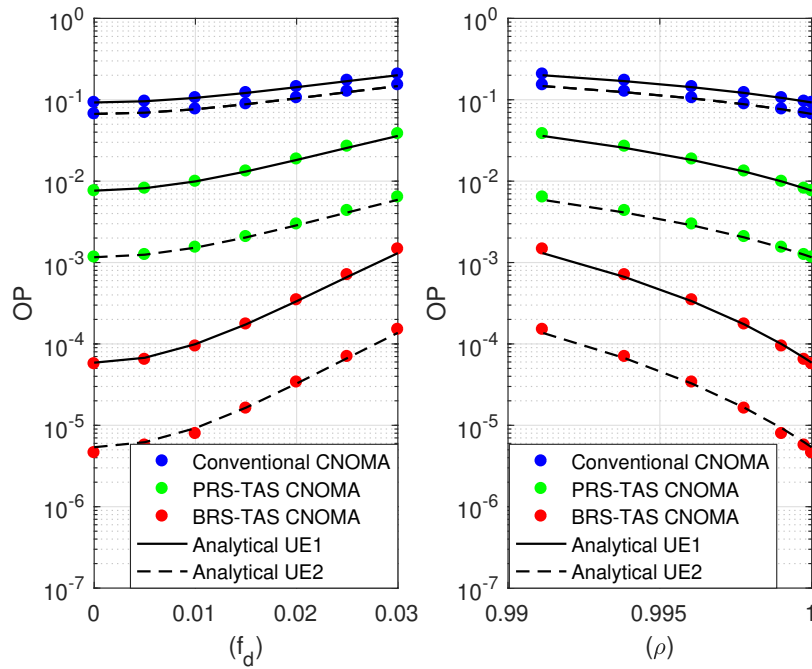 OP
10^0
10^-1
10^-2
10^-3
10^-4
10^-5
10^-6
10^-7
Conventional CNOMA
PRS-TAS CNOMA
BRS-TAS CNOMA
Analytical UE1
Analytical UE2
0 0.01 0.02 0.03
(f_d)
OP
10^0
10^-1
10^-2
10^-3
10^-4
10^-5
10^-6
10^-7
Conventional CNOMA
PRS-TAS CNOMA
BRS-TAS CNOMA
Analytical UE1
Analytical UE2
0.99 0.995 1
(ρ)